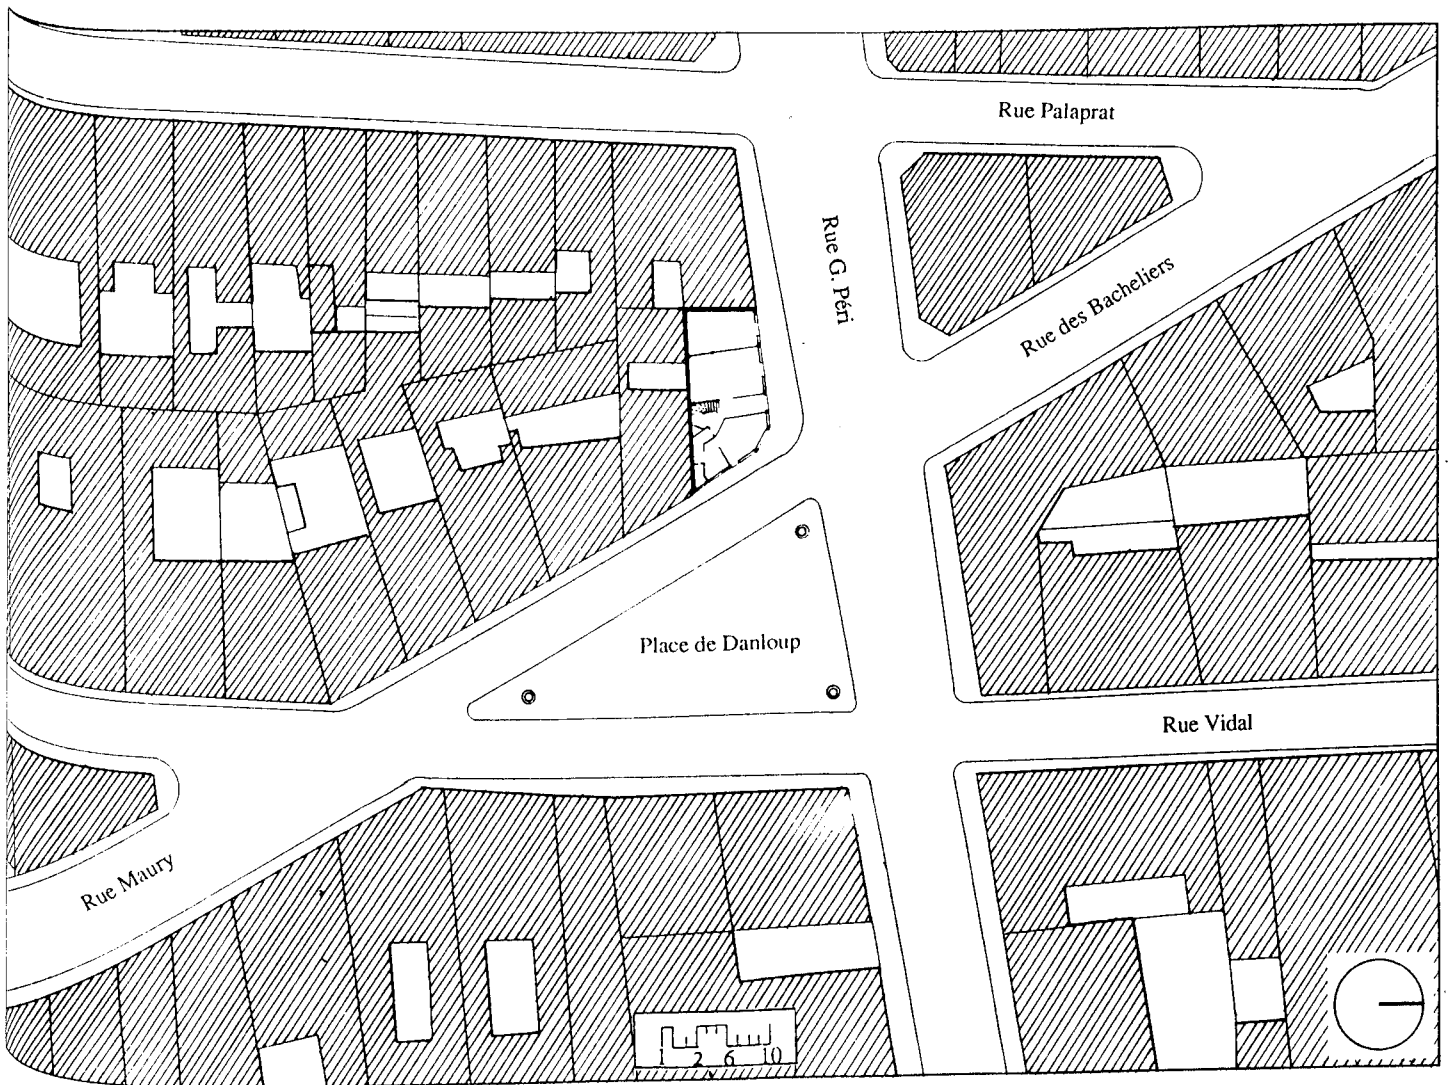 Rue Palaprat
Rue G. Péri
Rue des Bacheliers
Place de Danloup
Rue Vidal
Rue Maury
1 2 6 10